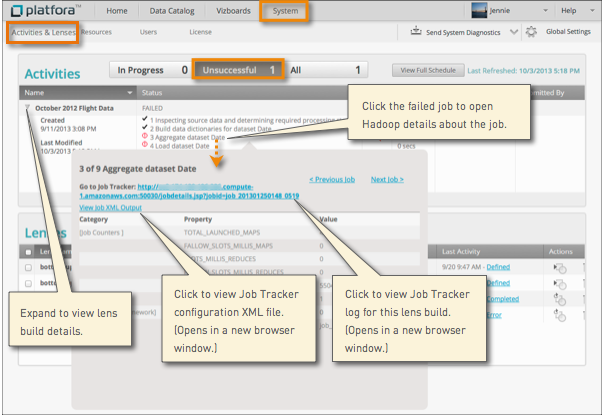 platfora™ Home Data Catalog Vizboards System Jennie Help
Activities & Lenses Resources Users License Send System Diagnostics Global Settings
Activities
In Progress 0 Unsuccessful 1 All 1 View Full Schedule Last Refreshed: 10/3/2013 5:18 PM
Name Status
October 2012 Flight Data FAILED
Created
9/11/2013 3:08 PM
Last Modified
1 Inspecting source data and determining required processing
2 Build data dictionaries for dataset Date
3 Aggregate dataset Date
4 Load dataset Date
0 secs
Click the failed job to open
Hadoop details about the job.
3 of 9 Aggregate dataset Date
< Previous Job Next Job >
Go to Job Tracker: http:// .compute-
1.amazonaws.com:50030/jobdetails.jsp?jobid=job_201301250148_0519
View Job XML Output
Category Property Value
[Job Counters ] TOTAL_LAUNCHED_MAPS
FALLOW_SLOTS_MILLIS_MAPS 0
SLOTS_MILLIS_REDUCES 0
SLOTS_MILLIS_REDUCES 0
Lenses
Last Activity Actions
9/20 9:47 AM - Defined
Defined
Completed
Error
Expand to view lens
build details.
Click to view Job Tracker
configuration XML file.
(Opens in a new browser
window.)
Click to view Job Tracker
log for this lens build.
(Opens in a new browser
window.)